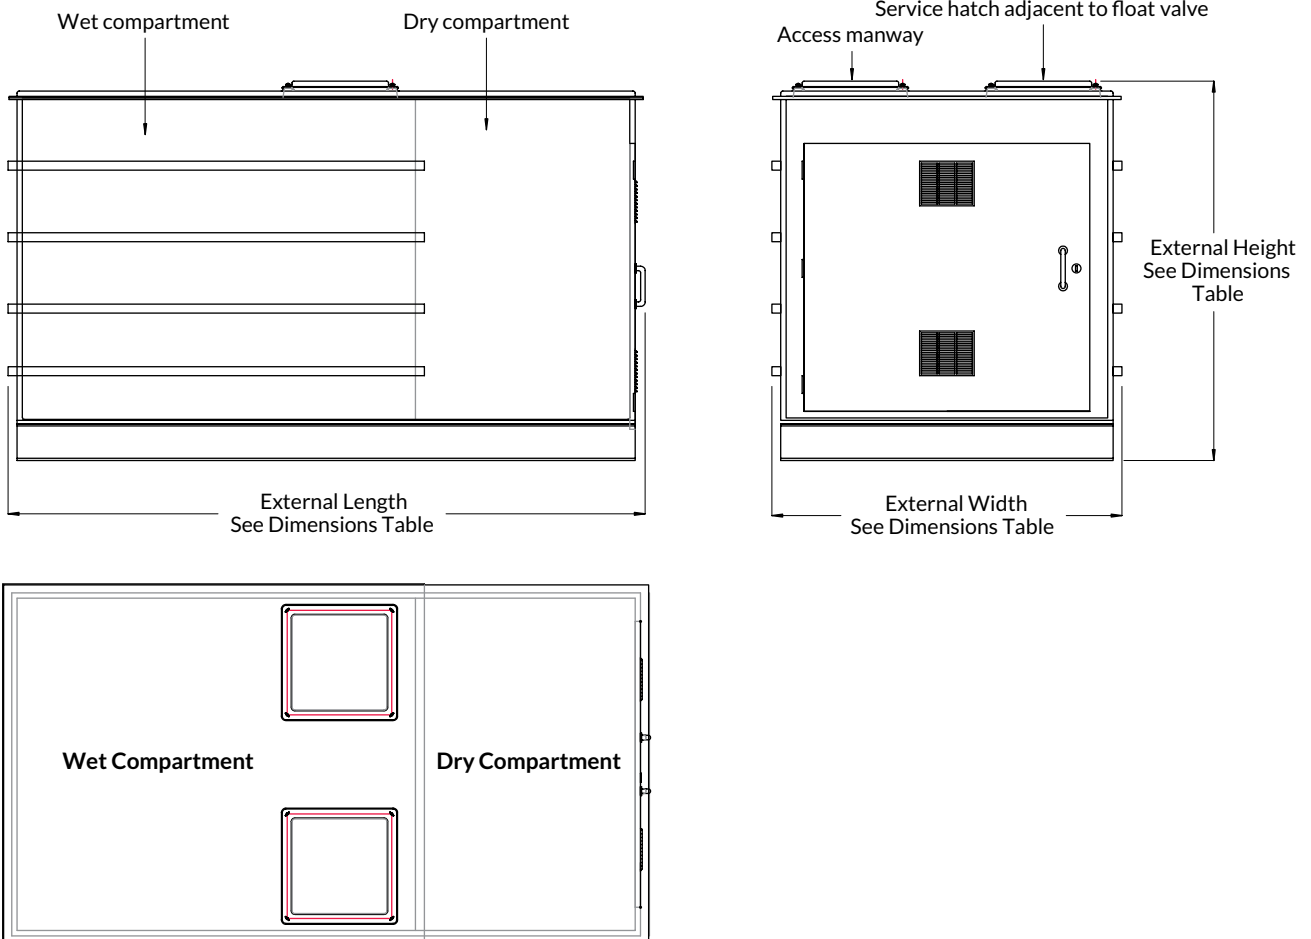 Wet compartment
Dry compartment
Service hatch adjacent to float valve
Access manway
External Height
See Dimensions
Table
External Length
See Dimensions Table
External Width
See Dimensions Table
Wet Compartment
Dry Compartment